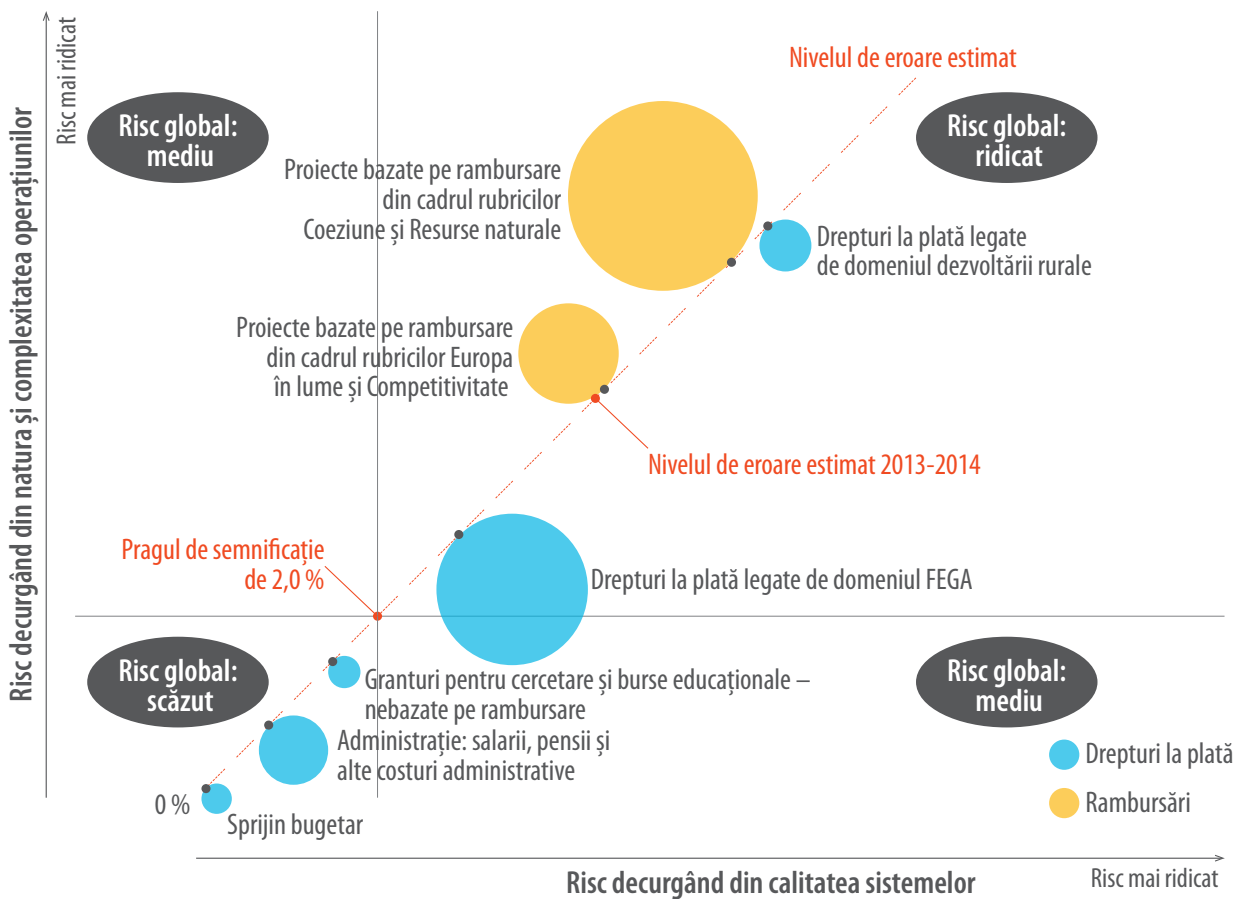 Risc decurgând din natura și complexitatea operațiunilor
Risc mai ridicat
Nivelul de eroare estimat
Risc global:
mediu
Risc global:
ridicat
Proiecte bazate pe rambursare
din cadrul rubricilor
Coeziune și Resurse naturale
Drepturi la plată legate
de domeniul dezvoltării rurale
Proiecte bazate pe rambursare
din cadrul rubricilor Europa
în lume și Competitivitate
Nivelul de eroare estimat 2013-2014
Pragul de semnificație
de 2,0 %
Drepturi la plată legate de domeniul FEGA
Risc global:
scăzut
Granturi pentru cercetare și burse educaționale –
nebazate pe rambursare
Risc global:
mediu
Administrație: salarii, pensii și
alte costuri administrative
Drepturi la plată
Rambursări
0 %
Sprijin bugetar
Risc decurgând din calitatea sistemelor
Risc mai ridicat